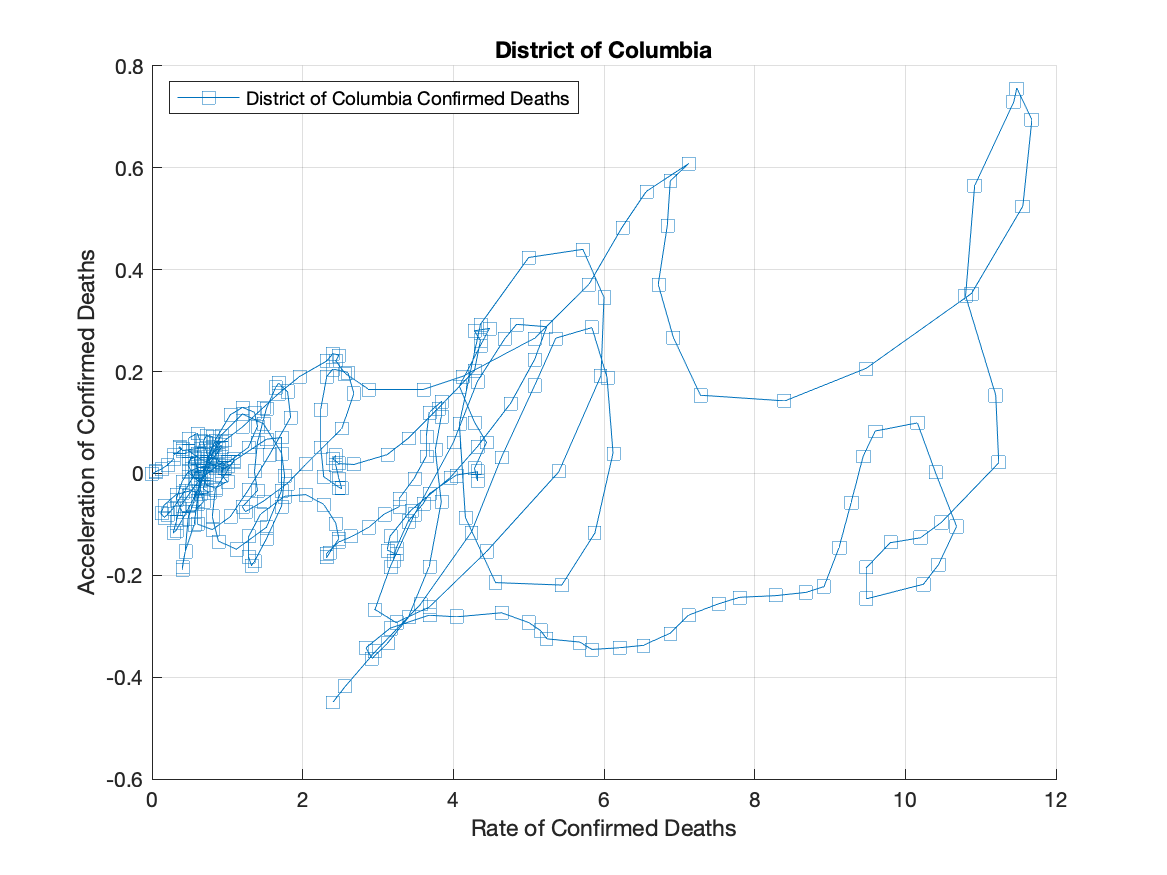 District of Columbia
District of Columbia Confirmed Deaths
Acceleration of Confirmed Deaths
0.8
0.6
0.4
0.2
0
-0.2
-0.4
-0.6
0 2 4 6 8 10 12
Rate of Confirmed Deaths